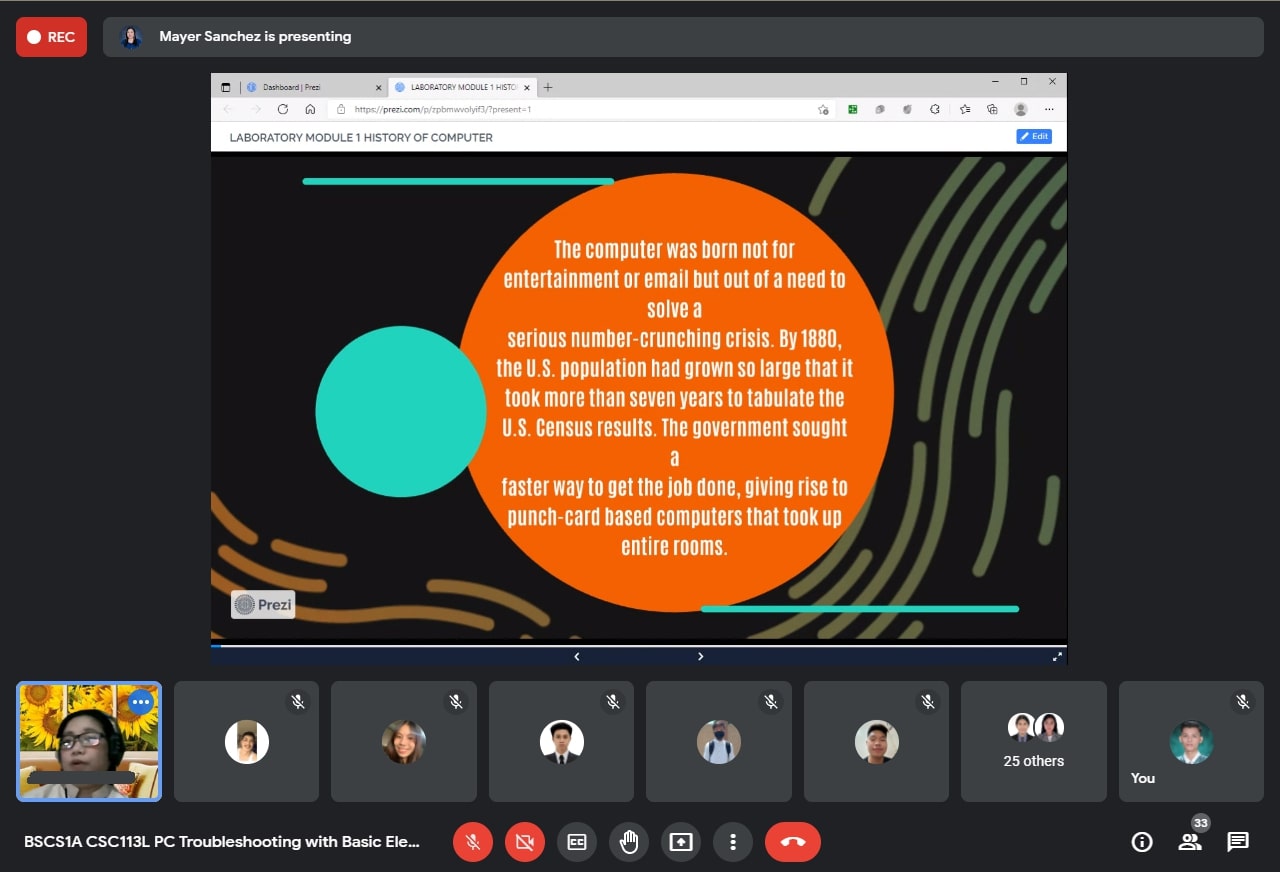 REC
Mayer Sanchez is presenting
Dashboard | Prezi
LABORATORY MODULE 1 HISTO
https://prezi.com/p/zpbmwvolyif3/?present=1
LABORATORY MODULE 1 HISTORY OF COMPUTER
Edit
The computer was born not for
entertainment or email but out of a need to
solve a
serious number-crunching crisis. By 1880,
the U.S. population had grown so large that it
took more than seven years to tabulate the
U.S. Census results. The government sought
a
faster way to get the job done, giving rise to
punch-card based computers that took up
entire rooms.
Prezi
25 others
You
BSCS1A CSC113L PC Troubleshooting with Basic Ele...
CC
33